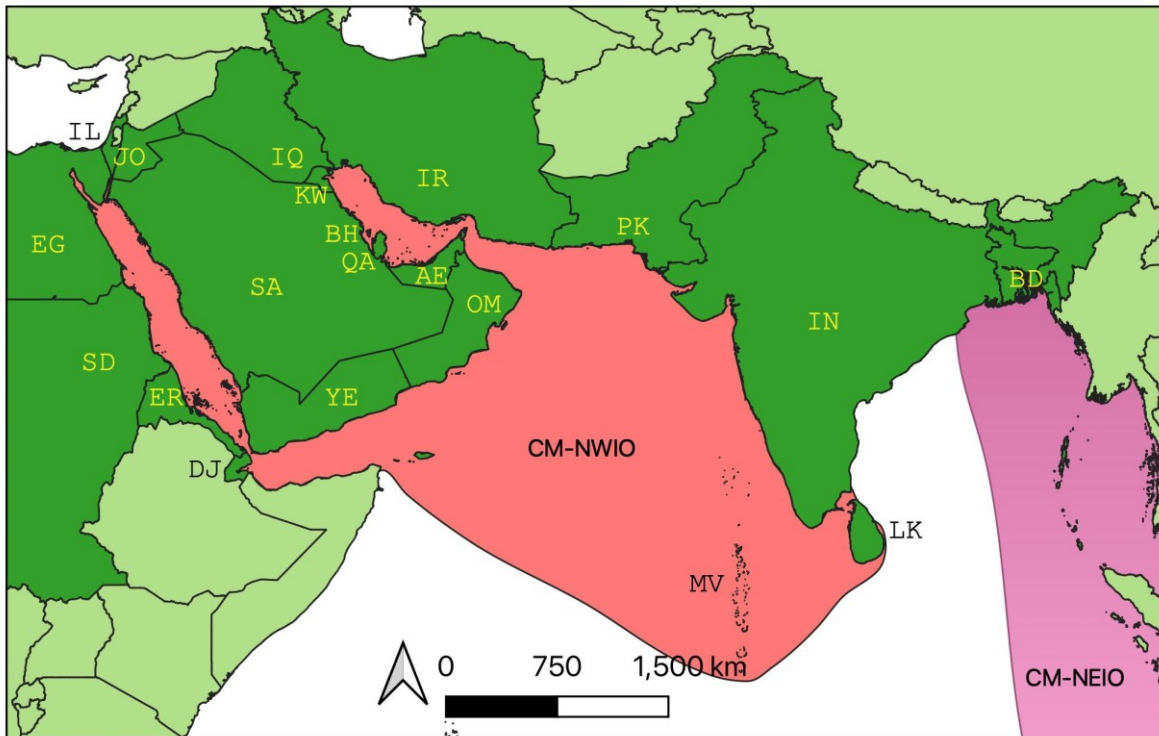 IL
JO
IQ
IR
KW
PK
EG
BH
QA
AE
SA
OM
BD
IN
SD
ER
YE
CM-NWIO
DJ
LK
MV
0 750 1,500 km
CM-NEIO